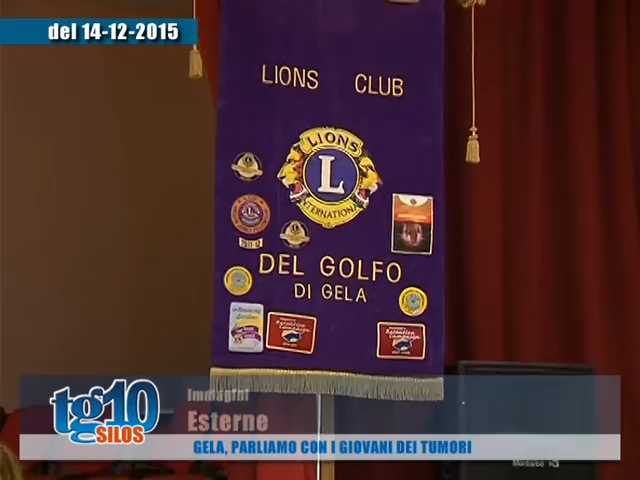 del 14-12-2015
LIONS CLUB
LIONS
L
INTERNATIONAL
DEL GOLFO
DI GELA
Immagini
Esterne
tg10
SILOS
GELA, PARLIAMO CON I GIOVANI DEI TUMORI